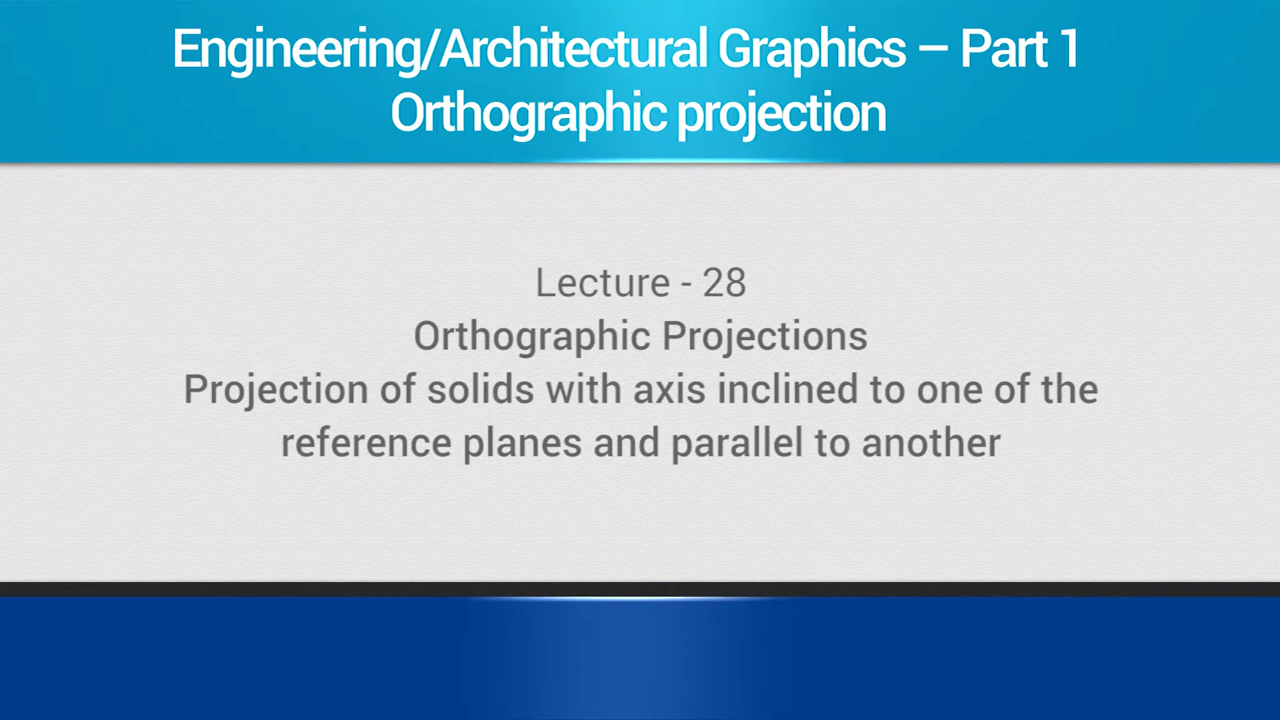 Engineering/Architectural Graphics – Part 1
Orthographic projection
Lecture - 28
Orthographic Projections
Projection of solids with axis inclined to one of the
reference planes and parallel to another